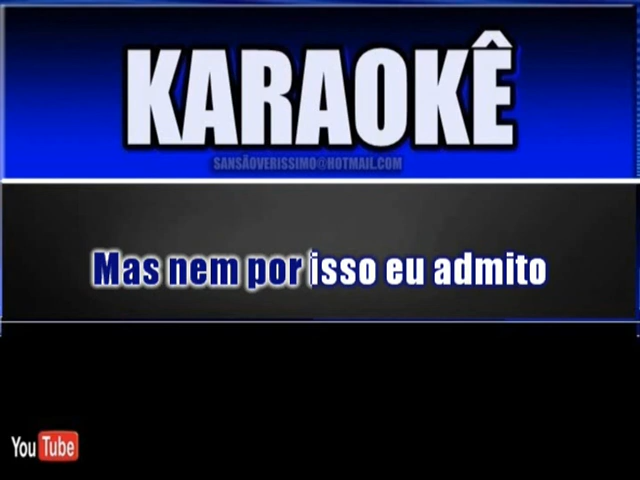 KARAOKÊ
SANSÃOVERISSIMO@HOTMAIL.COM
Mas nem por isso eu admito
YouTube